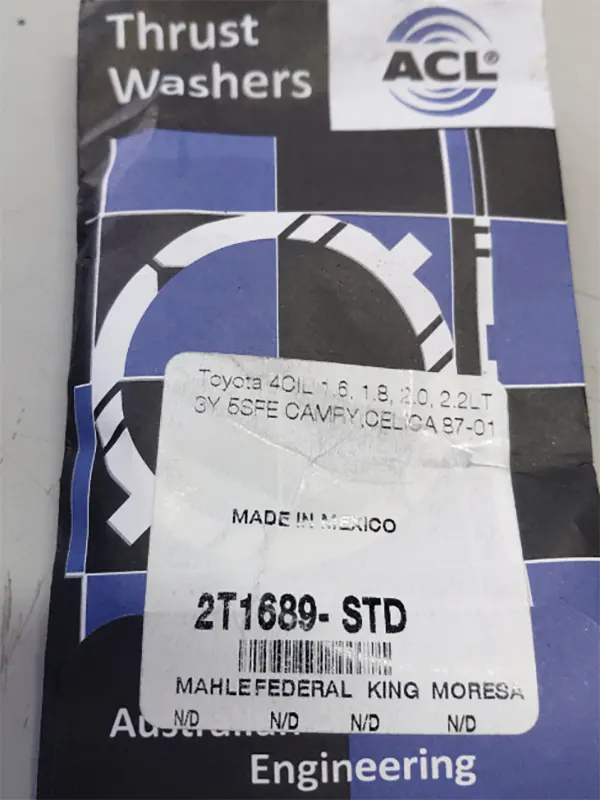 Thrust
Washers
ACL®
Toyota 4CIL 1.6, 1.8, 2.0, 2.2LT
3Y 5SFE CAMRY,CELICA 87-01
MADE IN MEXICO
2T1689- STD
MAHLE FEDERAL KING MORESA
N/D N/D N/D N/D
Engineering